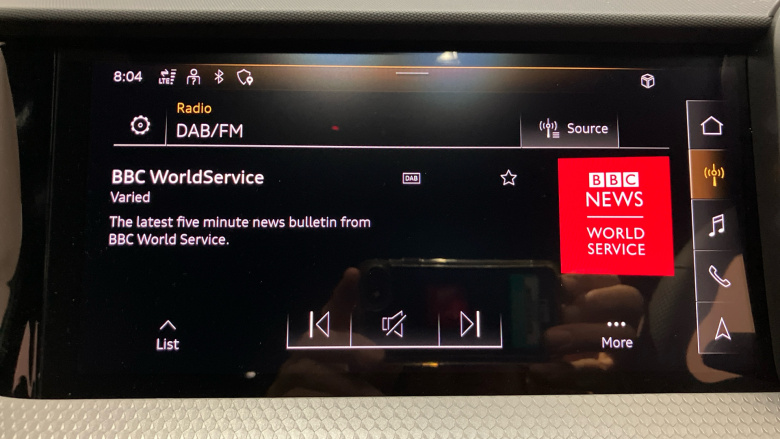 8:04
LTE
Radio
DAB/FM
Source
BBC WorldService
DAB
Varied
The latest five minute news bulletin from
BBC World Service.
BBC
NEWS
WORLD
SERVICE
List
More